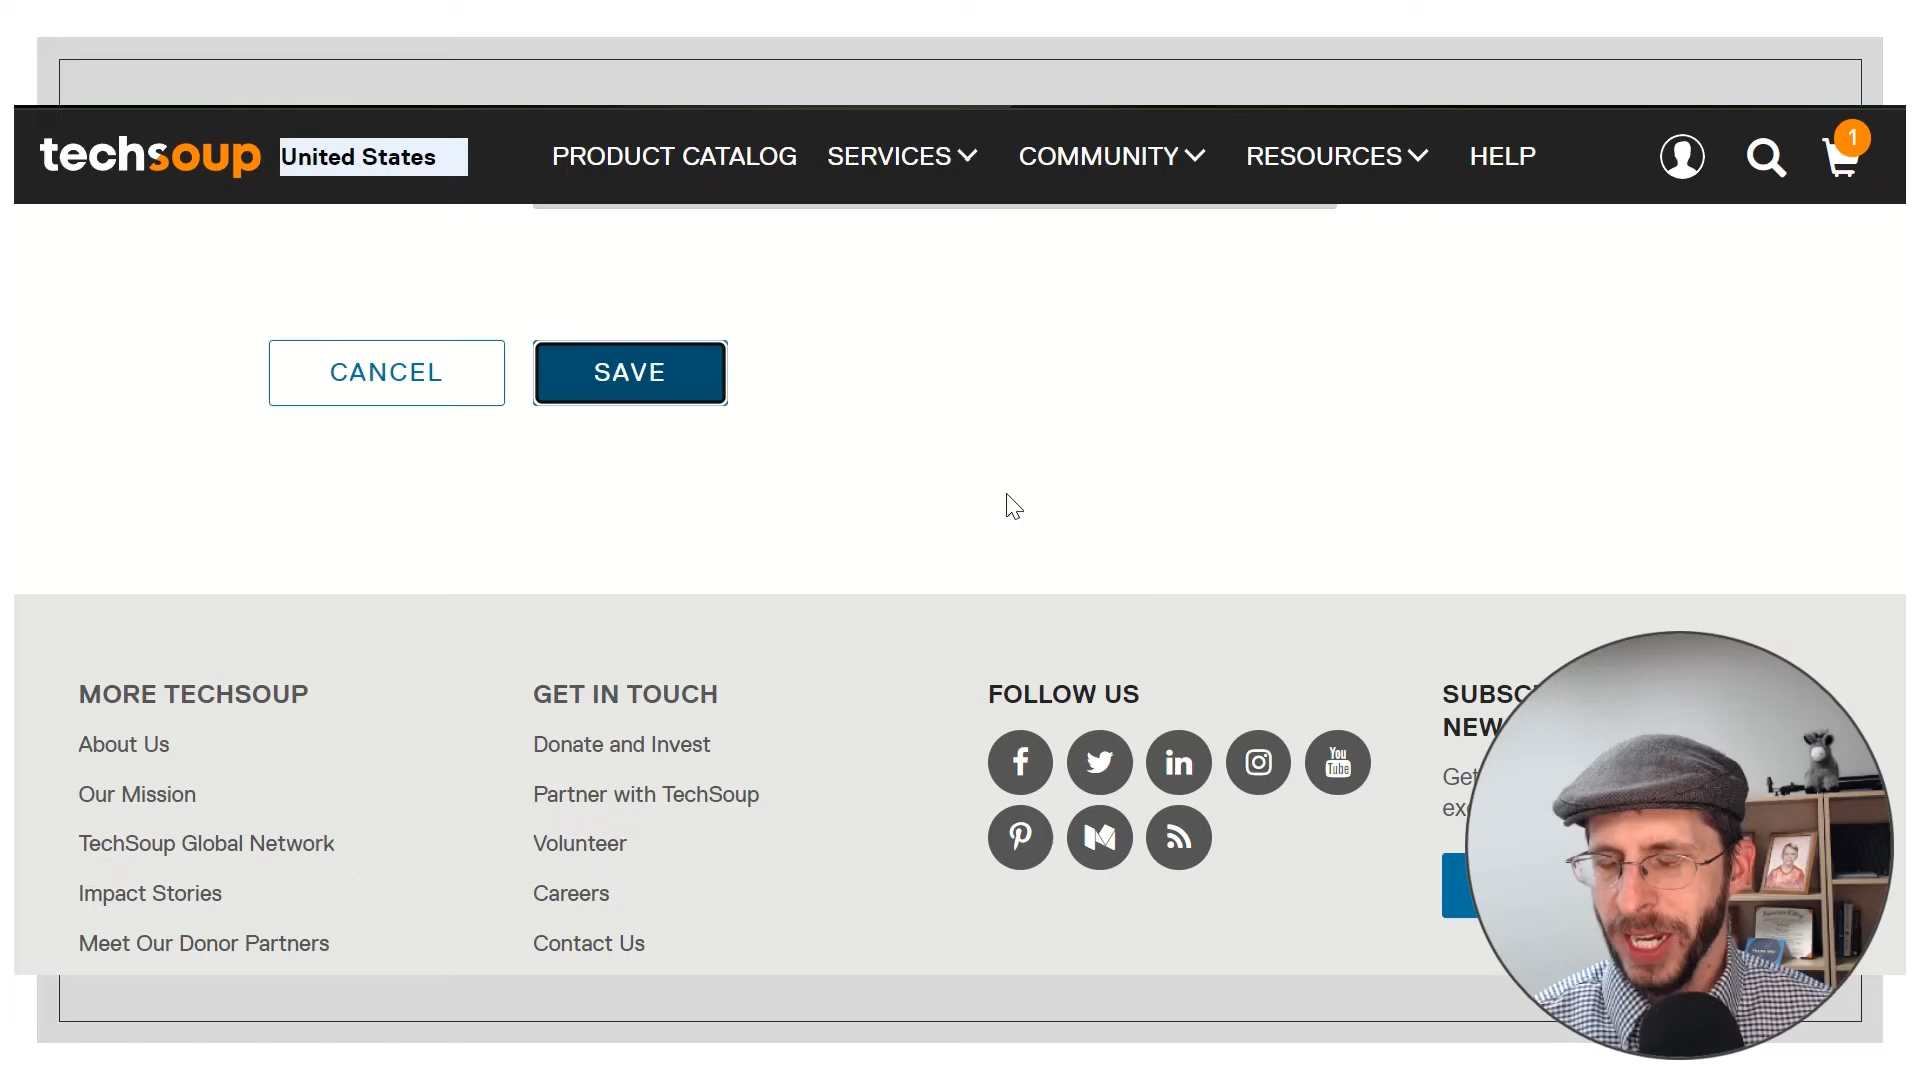 techsoup United States PRODUCT CATALOG SERVICES COMMUNITY RESOURCES HELP 1
CANCEL SAVE
MORE TECHSOUP
About Us
Our Mission
TechSoup Global Network
Impact Stories
Meet Our Donor Partners
GET IN TOUCH
Donate and Invest
Partner with TechSoup
Volunteer
Careers
Contact Us
FOLLOW US
You
Tube